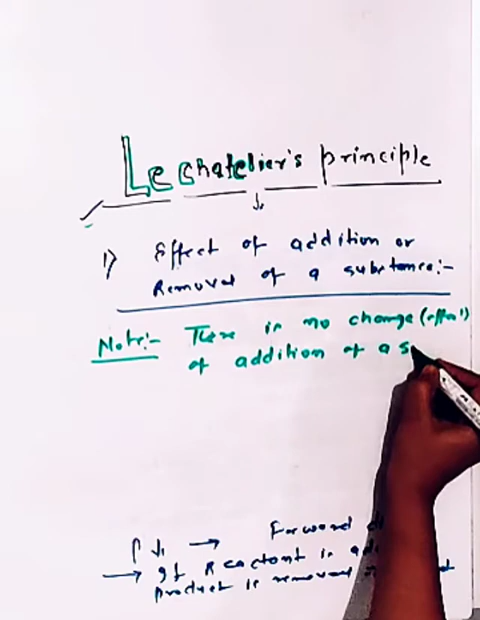 Le chatelier's principle
1) Effect of addition or
Removal of a substance:-
Note:- There is no change (effect)
of addition of a s
P ↓ → Forward
→ If Reactant is
product is removed